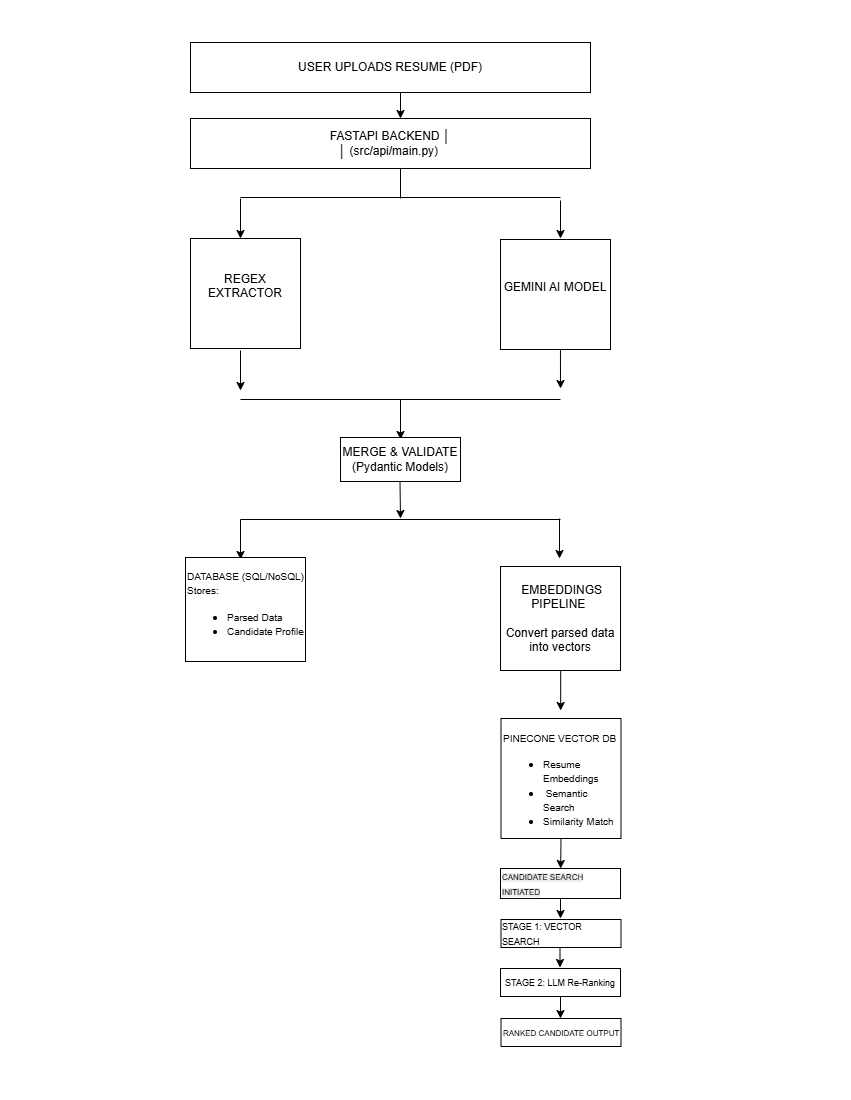 USER UPLOADS RESUME (PDF)
FASTAPI BACKEND │
│ (src/api/main.py)
REGEX
EXTRACTOR
GEMINI AI MODEL
MERGE & VALIDATE
(Pydantic Models)
DATABASE (SQL/NoSQL)
Stores:
• Parsed Data
• Candidate Profile
EMBEDDINGS
PIPELINE
Convert parsed data
into vectors
PINECONE VECTOR DB
• Resume
Embeddings
• Semantic
Search
• Similarity Match
CANDIDATE SEARCH
INITIATED
STAGE 1: VECTOR
SEARCH
STAGE 2: LLM Re-Ranking
RANKED CANDIDATE OUTPUT